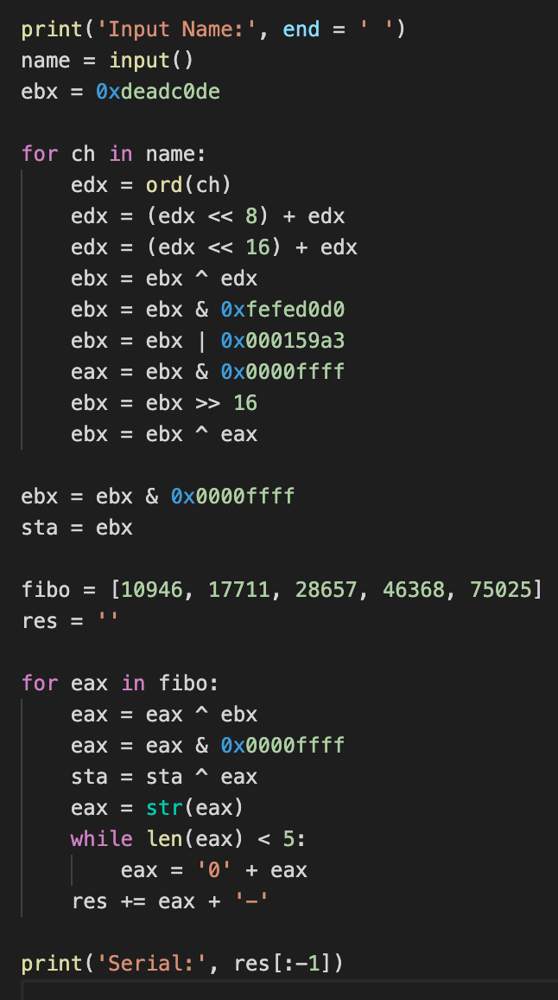 print('Input Name:', end = ' ')
name = input()
ebx = 0xdeadc0de
for ch in name:
    edx = ord(ch)
    edx = (edx << 8) + edx
    edx = (edx << 16) + edx
    ebx = ebx ^ edx
    ebx = ebx & 0xfefed0d0
    ebx = ebx | 0x000159a3
    eax = ebx & 0x0000ffff
    ebx = ebx >> 16
    ebx = ebx ^ eax
ebx = ebx & 0x0000ffff
sta = ebx
fibo = [10946, 17711, 28657, 46368, 75025]
res = ''
for eax in fibo:
    eax = eax ^ ebx
    eax = eax & 0x0000ffff
    sta = sta ^ eax
    eax = str(eax)
    while len(eax) < 5:
        eax = '0' + eax
    res += eax + '-'
print('Serial:', res[:-1])